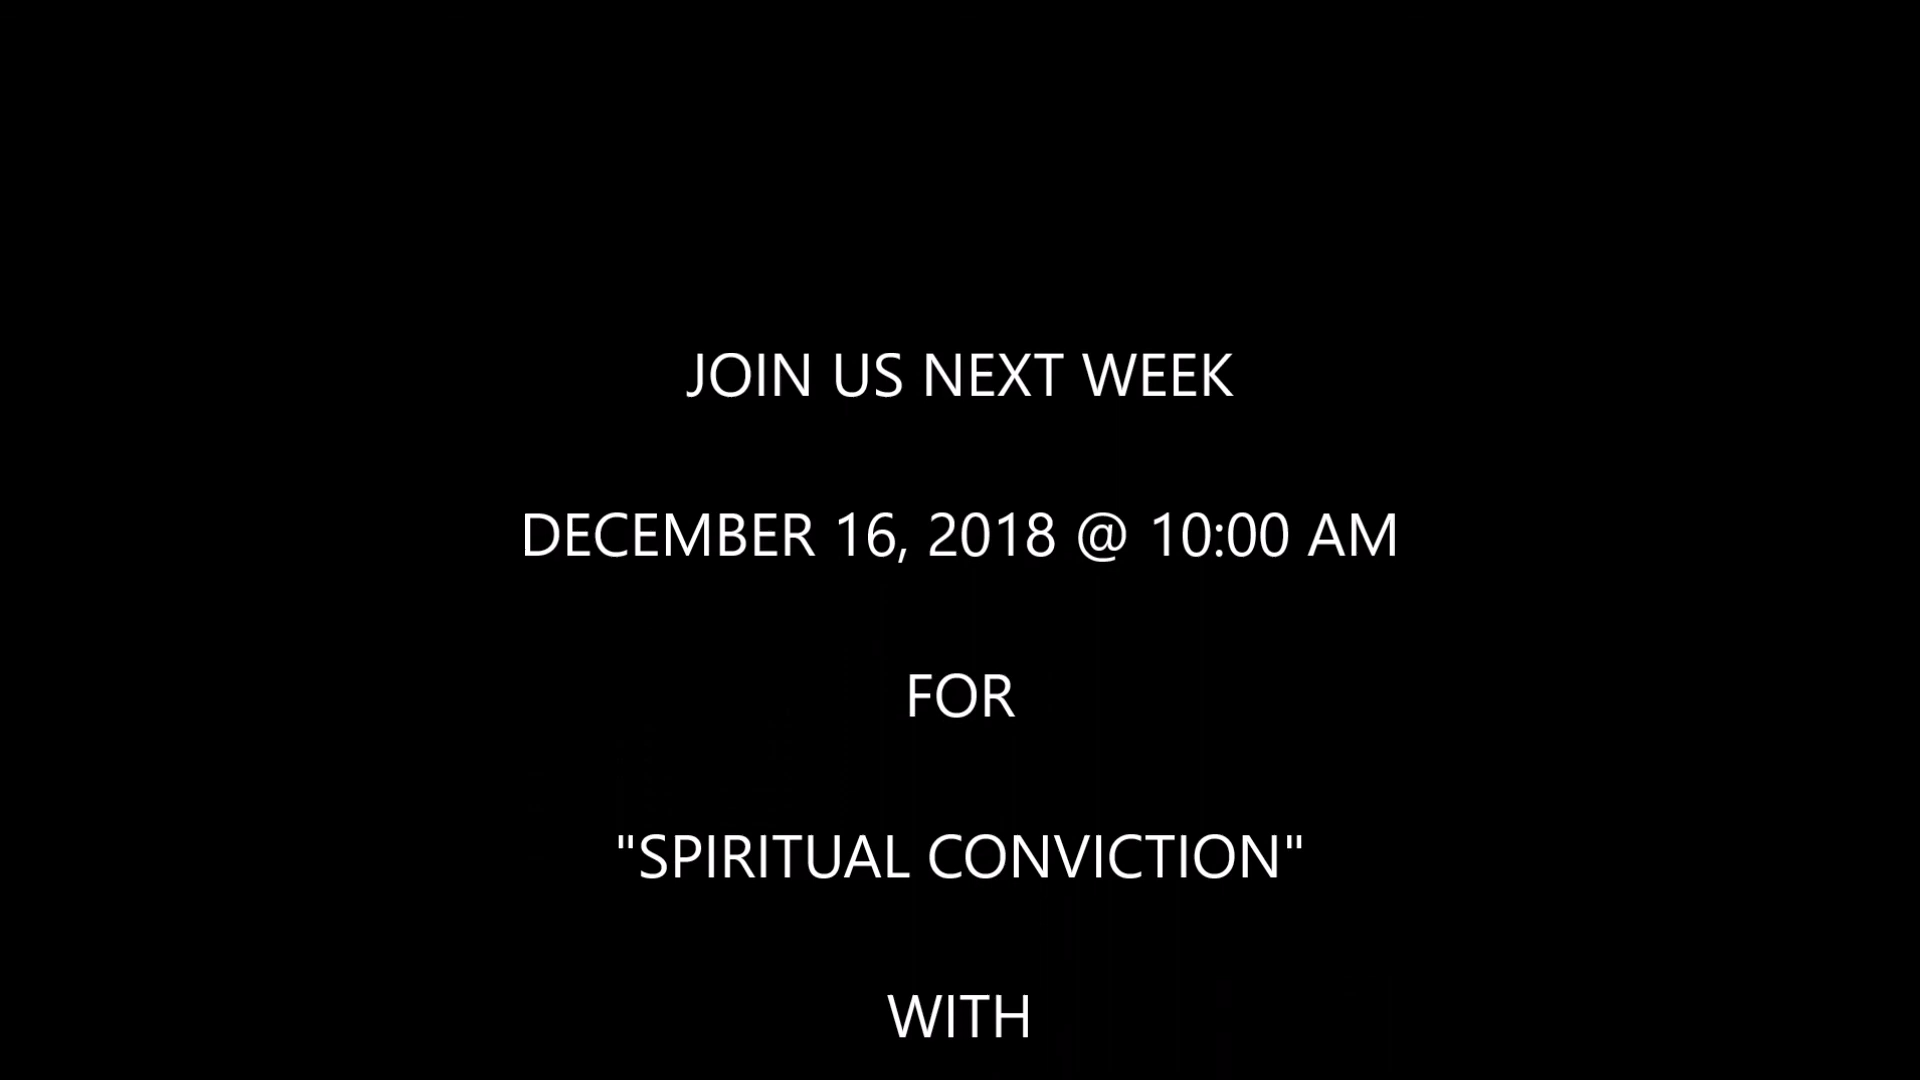 JOIN US NEXT WEEK
DECEMBER 16, 2018 @ 10:00 AM
FOR
"SPIRITUAL CONVICTION"
WITH